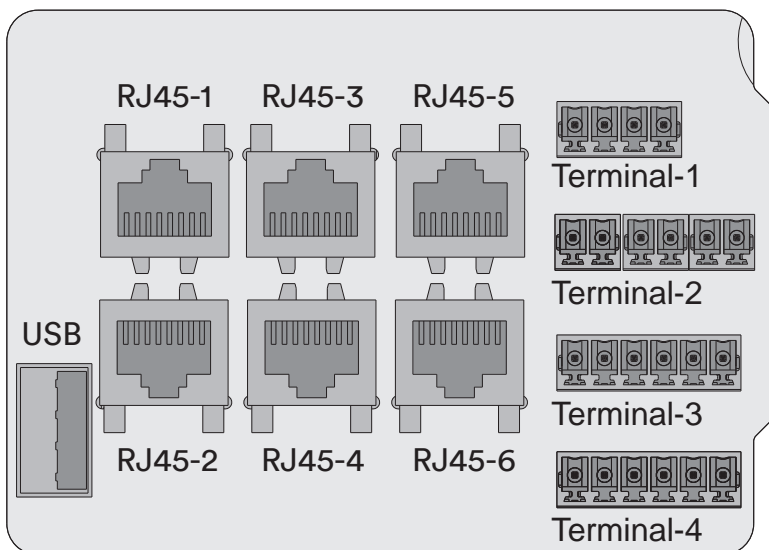 RJ45-1 RJ45-3 RJ45-5
Terminal-1
Terminal-2
USB
Terminal-3
RJ45-2 RJ45-4 RJ45-6
Terminal-4